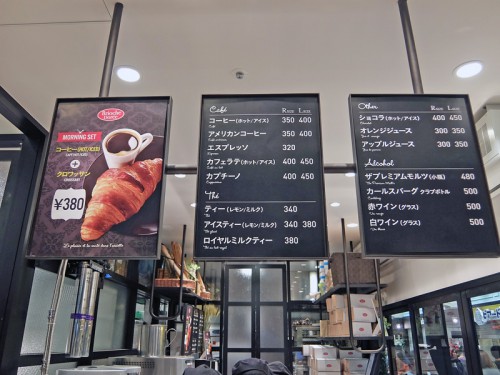 MORNING SET
コーヒー(HOT/ICED)
+
クロワッサン
¥380
Café
REG. LARGE
コーヒー(ホット/アイス) 350 400
アメリカンコーヒー 350 400
エスプレッソ 320
カフェラテ(ホット/アイス) 400 450
カプチーノ 400 450
Thé
ティー(レモン/ミルク) 340
アイスティー(レモン/ミルク) 340 380
ロイヤルミルクティー 380
Other
ショコラ(ホット/アイス) 400 450
オレンジジュース 300 350
アップルジュース 300 350
Alcohol
ザプレミアムモルツ(小瓶) 480
カールスバーグ クラブボトル 500
赤ワイン(グラス) 500
白ワイン(グラス) 500